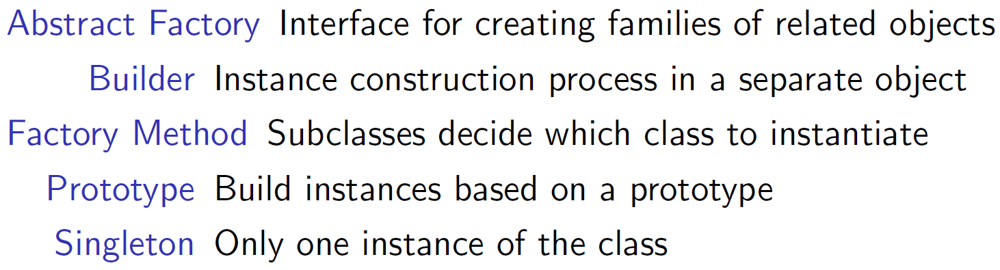 Abstract Factory Interface for creating families of related objects
Builder Instance construction process in a separate object
Factory Method Subclasses decide which class to instantiate
Prototype Build instances based on a prototype
Singleton Only one instance of the class